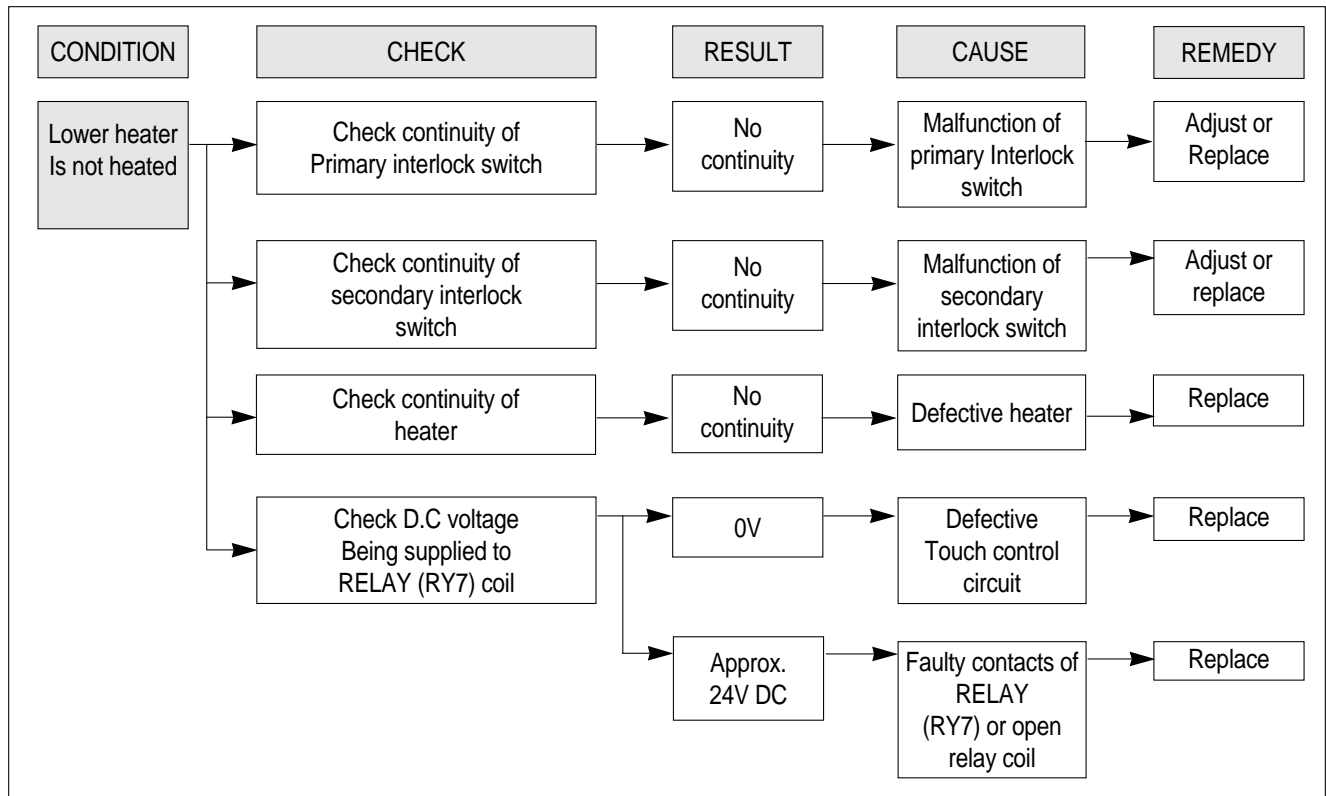 CONDITION
CHECK
RESULT
CAUSE
REMEDY
Lower heater
Is not heated
Check continuity of
Primary interlock switch
No
continuity
Malfunction of
primary Interlock
switch
Adjust or
Replace
Check continuity of
secondary interlock
switch
No
continuity
Malfunction of
secondary
interlock switch
Adjust or
replace
Check continuity of
heater
No
continuity
Defective heater
Replace
Check D.C voltage
Being supplied to
RELAY (RY7) coil
0V
Defective
Touch control
circuit
Replace
Approx.
24V DC
Faulty contacts of
RELAY
(RY7) or open
relay coil
Replace